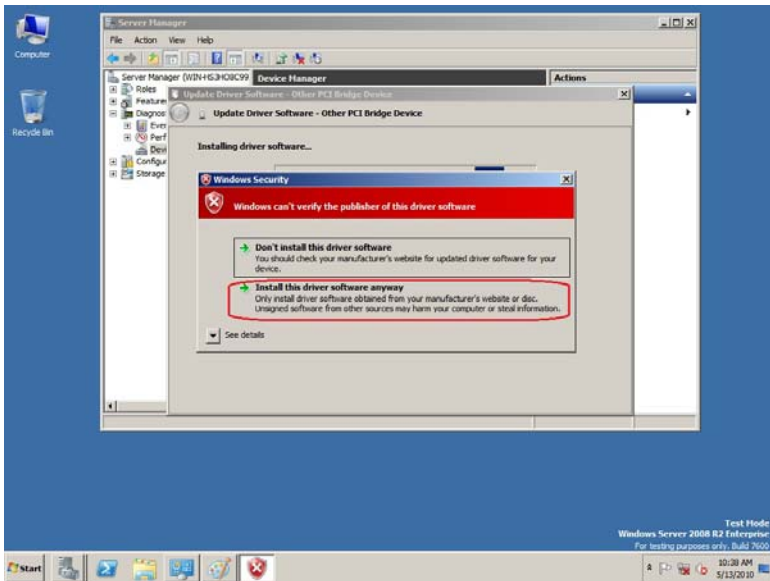 Computer
Recycle Bin
Server Manager
File Action View Help
Server Manager (WIN-HS3HO8C99
Device Manager
Actions
Roles
Features
Diagnos
Even
Perf
Devi
Configur
Storage
Update Driver Software - Other PCI Bridge Device
Update Driver Software - Other PCI Bridge Device
Installing driver software...
Windows Security
Windows can't verify the publisher of this driver software
Don't install this driver software
You should check your manufacturer's website for updated driver software for your
device.
Install this driver software anyway
Only install driver software obtained from your manufacturer's website or disc.
Unsigned software from other sources may harm your computer or steal information.
See details
Test Mode
Windows Server 2008 R2 Enterprise
For testing purposes only. Build 7600
Start
10:38 AM
5/13/2010